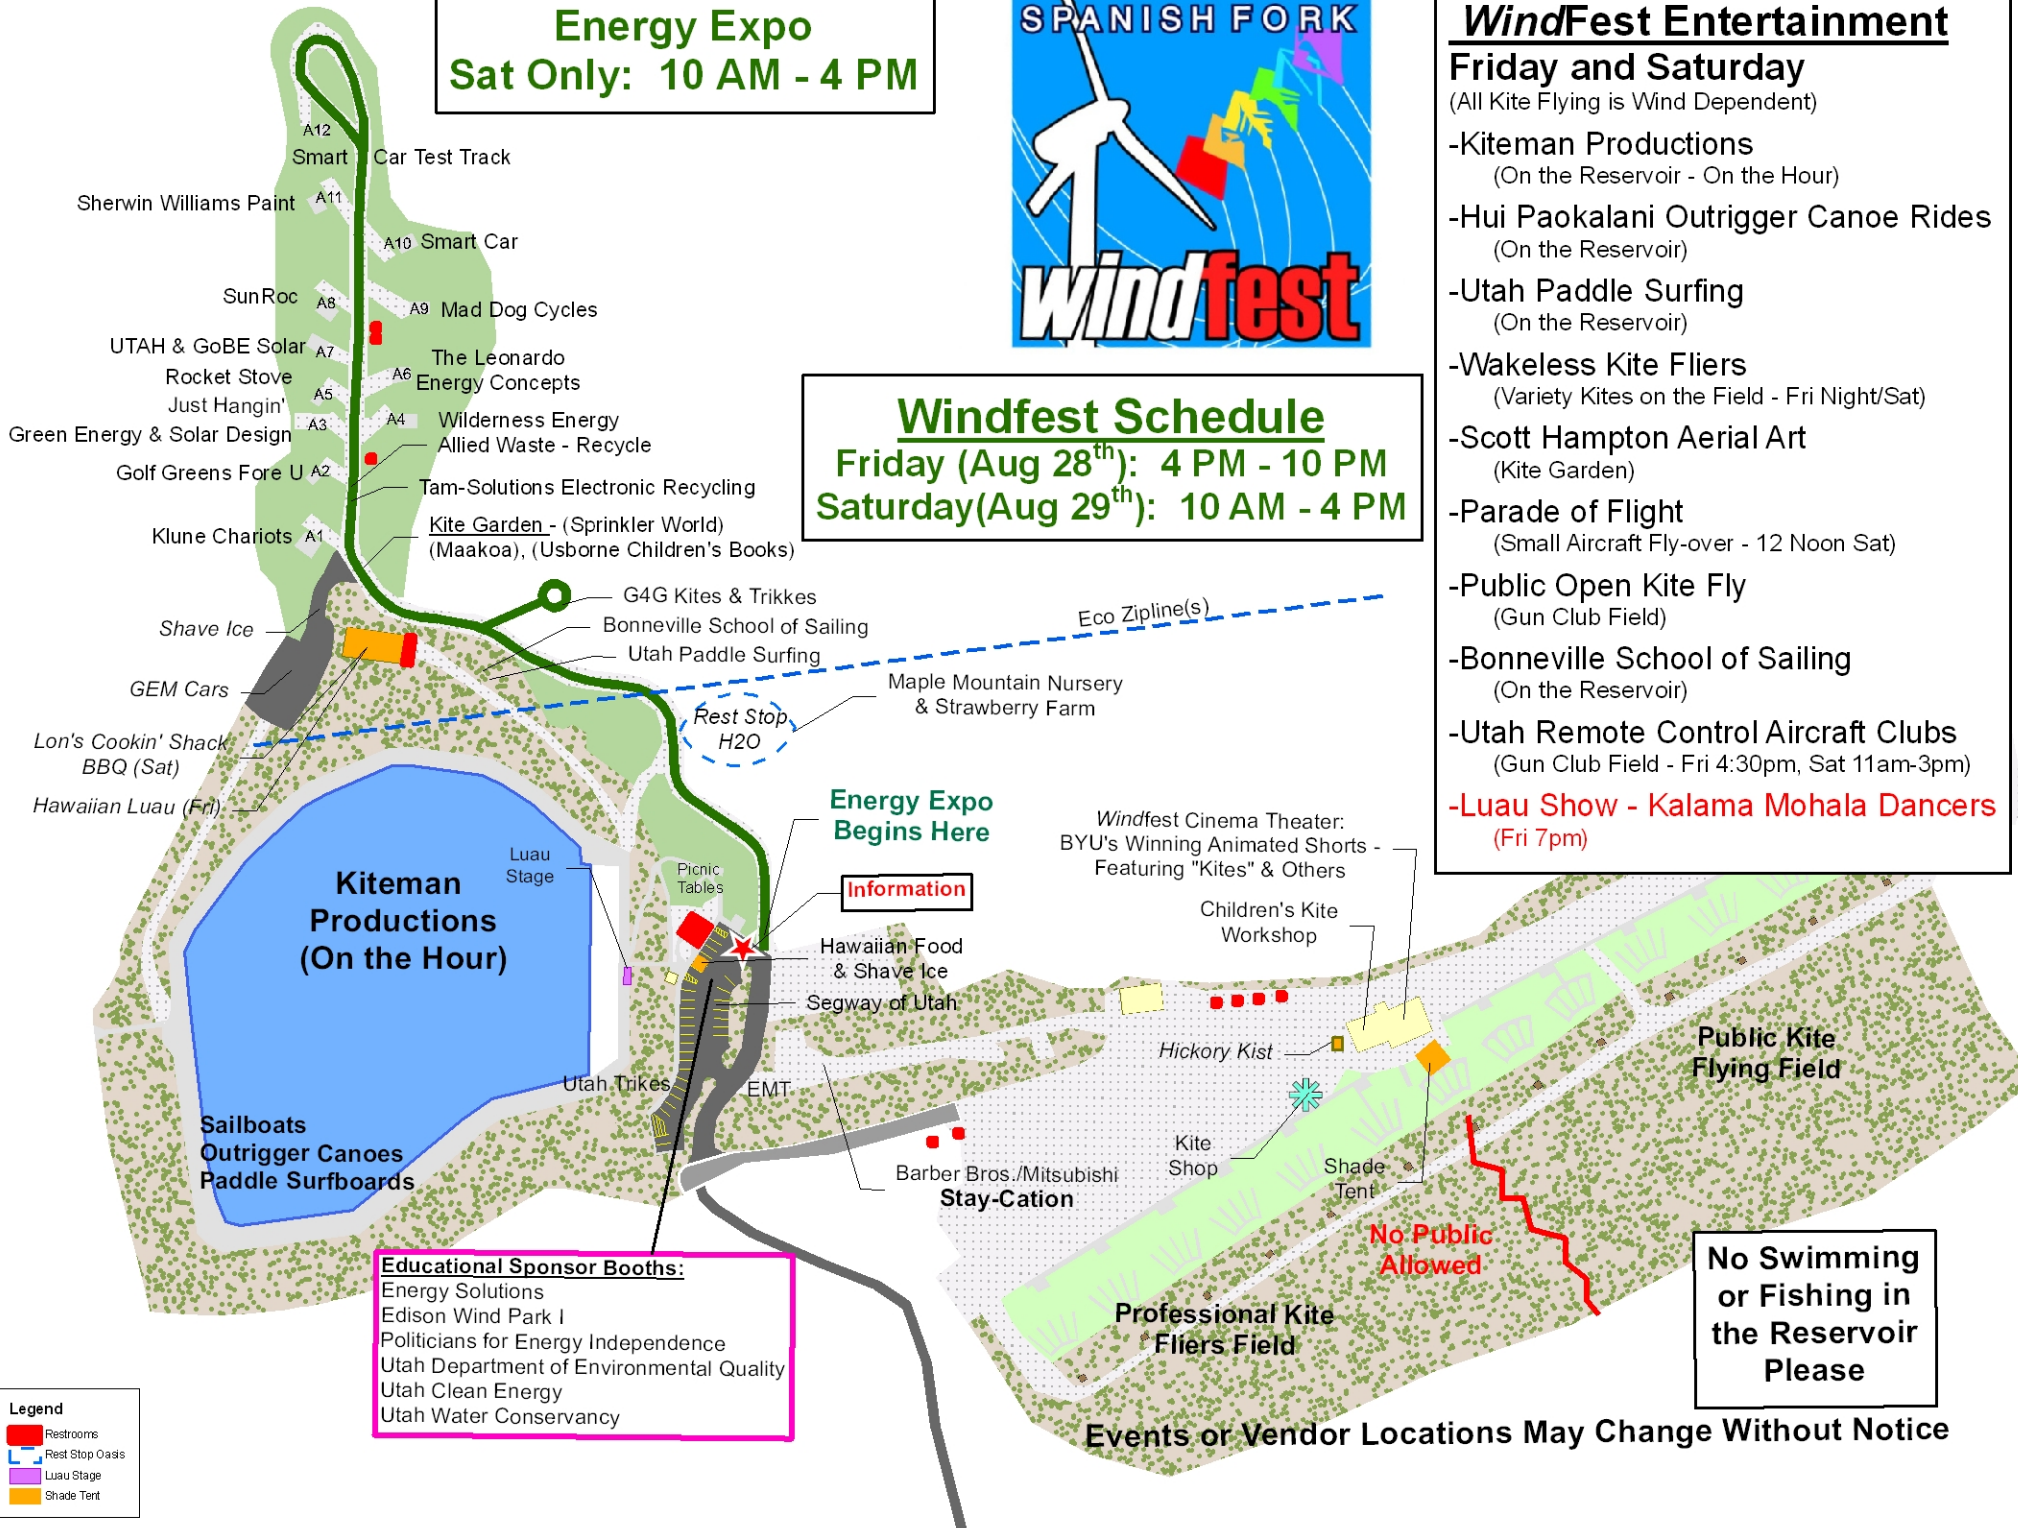 Energy Expo
Sat Only: 10 AM - 4 PM
SPANISH FORK
windfest
WindFest Entertainment
Friday and Saturday
(All Kite Flying is Wind Dependent)
-Kiteman Productions
(On the Reservoir - On the Hour)
-Hui Paokalani Outrigger Canoe Rides
(On the Reservoir)
-Utah Paddle Surfing
(On the Reservoir)
-Wakeless Kite Fliers
(Variety Kites on the Field - Fri Night/Sat)
-Scott Hampton Aerial Art
(Kite Garden)
-Parade of Flight
(Small Aircraft Fly-over - 12 Noon Sat)
-Public Open Kite Fly
(Gun Club Field)
-Bonneville School of Sailing
(On the Reservoir)
-Utah Remote Control Aircraft Clubs
(Gun Club Field - Fri 4:30pm, Sat 11am-3pm)
-Luau Show - Kalama Mohala Dancers
(Fri 7pm)
Windfest Schedule
Friday (Aug 28th): 4 PM - 10 PM
Saturday(Aug 29th): 10 AM - 4 PM
A12
Smart Car Test Track
Sherwin Williams Paint A11
A10 Smart Car
SunRoc A8
A9 Mad Dog Cycles
UTAH & GoBE Solar A7
The Leonardo
A6 Energy Concepts
Rocket Stove
A5
Just Hangin'
A3
A4 Wilderness Energy
Green Energy & Solar Design
Allied Waste - Recycle
Golf Greens Fore U A2
Tam-Solutions Electronic Recycling
Klune Chariots A1
Kite Garden - (Sprinkler World)
(Maakoa), (Usborne Children's Books)
G4G Kites & Trikkes
Bonneville School of Sailing
Utah Paddle Surfing
Eco Zipline(s)
Shave Ice
GEM Cars
Rest Stop
H2O
Maple Mountain Nursery
& Strawberry Farm
Lon's Cookin' Shack
BBQ (Sat)
Hawaiian Luau (Fri)
Energy Expo
Begins Here
Windfest Cinema Theater:
BYU's Winning Animated Shorts -
Featuring "Kites" & Others
Luau
Stage
Picnic
Tables
Information
Kiteman
Productions
(On the Hour)
Children's Kite
Workshop
Hawaiian Food
& Shave Ice
Segway of Utah
Hickory Kist
Public Kite
Flying Field
Utah Trikes
EMT
Sailboats
Outrigger Canoes
Paddle Surfboards
Kite
Shop
Shade
Tent
Barber Bros./Mitsubishi
Stay-Cation
No Public
Allowed
Professional Kite
Fliers Field
No Swimming
or Fishing in
the Reservoir
Please
Educational Sponsor Booths:
Energy Solutions
Edison Wind Park I
Politicians for Energy Independence
Utah Department of Environmental Quality
Utah Clean Energy
Utah Water Conservancy
Events or Vendor Locations May Change Without Notice
Legend
Restrooms
Rest Stop Oasis
Luau Stage
Shade Tent